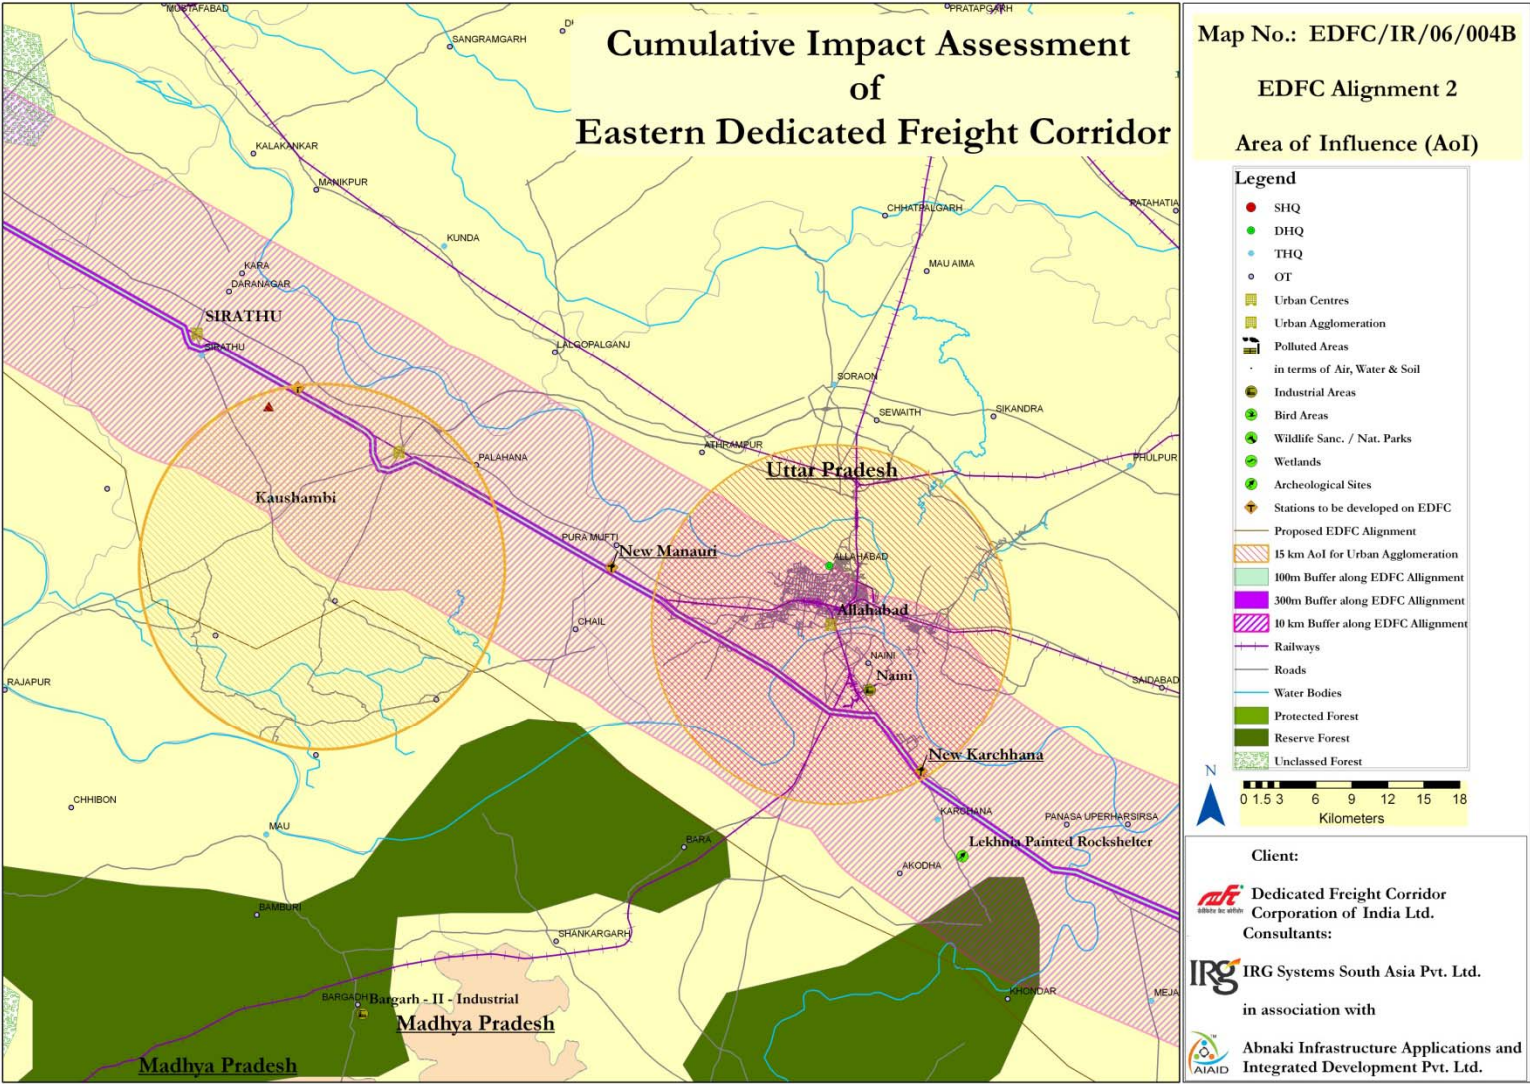 Cumulative Impact Assessment
of
Eastern Dedicated Freight Corridor
MUSTAFABAD
SANGRAMGARH
PRATAPGARH
KALAKANKAR
MANIKPUR
KUNDA
CHHATPALGARH
PATAHATIA
MAU AIMA
KARA
DARANAGAR
SIRATHU
SIRATHU
LALGOPALGANJ
SORAON
SEWAITH
SIKANDRA
ATHRAMPUR
PALAHANA
PHULPUR
Uttar Pradesh
Kaushambi
PURA MUFTI
New Manauri
ALLAHABAD
Allahabad
CHAIL
NAINI
Naini
RAJAPUR
SAIDABAD
New Karchhana
CHHIBON
MAU
KARCHANA
PANASA UPERHARSIRSA
BARA
Lekhnia Painted Rockshelter
AKODHA
BAMBURI
SHANKARGARH
BARGADH
Bargarh - II - Industrial
KHONDAR
MEJA
Madhya Pradesh
Madhya Pradesh
Map No.: EDFC/IR/06/004B
EDFC Alignment 2
Area of Influence (AoI)
Legend
SHQ
DHQ
THQ
OT
Urban Centres
Urban Agglomeration
Polluted Areas
in terms of Air, Water & Soil
Industrial Areas
Bird Areas
Wildlife Sanc. / Nat. Parks
Wetlands
Archeological Sites
Stations to be developed on EDFC
Proposed EDFC Alignment
15 km AoI for Urban Agglomeration
100m Buffer along EDFC Allignment
300m Buffer along EDFC Allignment
10 km Buffer along EDFC Allignment
Railways
Roads
Water Bodies
Protected Forest
Reserve Forest
Unclassed Forest
N
0 1.5 3 6 9 12 15 18
Kilometers
Client:
Dedicated Freight Corridor
Corporation of India Ltd.
Consultants:
IRG
IRG Systems South Asia Pvt. Ltd.
in association with
AIAID
Abnaki Infrastructure Applications and
Integrated Development Pvt. Ltd.